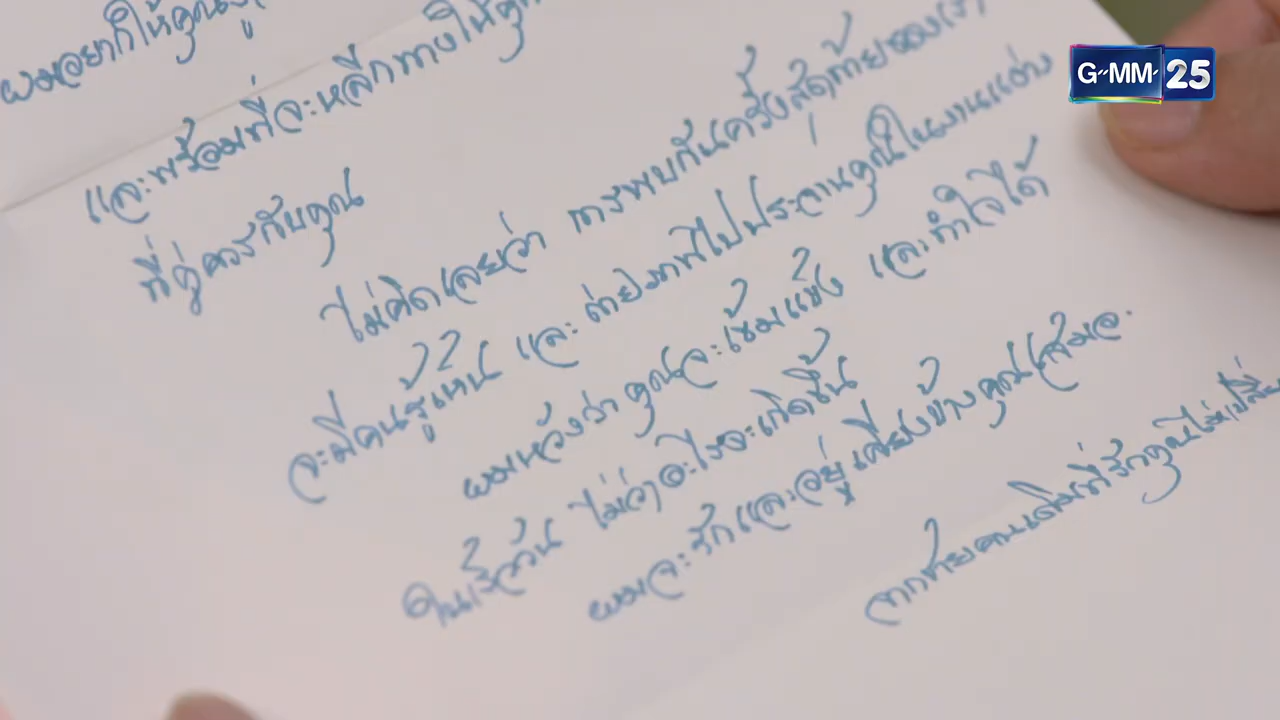 ผมอยากให้คุณ
และพร้อมที่จะหลีกทางให้คุณ
ที่คู่ควรกับคุณ
ไม่คิดเลยว่า การพบกันครั้งสุดท้ายของเรา
จะมีคนรู้เห็น และ ถ่ายภาพไปประจานคุณในงานแต่ง
ผมหวังว่า คุณจะเข้มแข็ง และทำใจได้
ในเร็ววัน ไม่ว่าอะไรจะเกิดขึ้น
ผมจะรักและอยู่เคียงข้างคุณเสมอ.
จากชายคนเดิมที่รักคุณไม่เปลี่ยน
G-MM 25